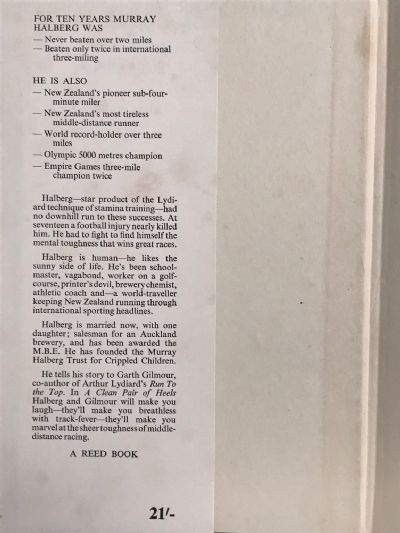 FOR TEN YEARS MURRAY
HALBERG WAS
— Never beaten over two miles
— Beaten only twice in international
three-miling
HE IS ALSO
— New Zealand's pioneer sub-four-
minute miler
— New Zealand's most tireless
middle-distance runner
— World record-holder over three
miles
— Olympic 5000 metres champion
— Empire Games three-mile
champion twice
Halberg—star product of the Lydi-
ard technique of stamina training—had
no downhill run to these successes. At
seventeen a football injury nearly killed
him. He had to fight to find himself the
mental toughness that wins great races.
Halberg is human—he likes the
sunny side of life. He's been school-
master, vagabond, worker on a golf-
course, printer's devil, brewery chemist,
athletic coach and—a world-traveller
keeping New Zealand running through
international sporting headlines.
Halberg is married now, with one
daughter; salesman for an Auckland
brewery, and has been awarded the
M.B.E. He has founded the Murray
Halberg Trust for Crippled Children.
He tells his story to Garth Gilmour,
co-author of Arthur Lydiard's Run To
the Top. In A Clean Pair of Heels
Halberg and Gilmour will make you
laugh—they'll make you breathless
with track-fever—they'll make you
marvel at the sheer toughness of middle-
distance racing.
A REED BOOK
21/-